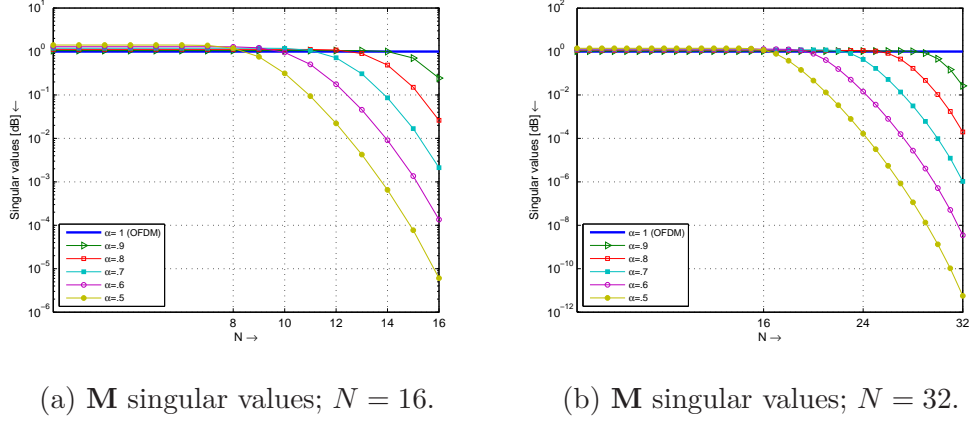 10^1
10^0
10^-1
10^-2
10^-3
10^-4
10^-5
10^-6
Singular values [dB] ←
α= 1 (OFDM)
α=.9
α=.8
α=.7
α=.6
α=.5
8 10 12 14 16
N →
(a) M singular values; N = 16.
10^2
10^0
10^-2
10^-4
10^-6
10^-8
10^-10
10^-12
Singular values [dB] ←
α= 1 (OFDM)
α=.9
α=.8
α=.7
α=.6
α=.5
16 24 32
N →
(b) M singular values; N = 32.